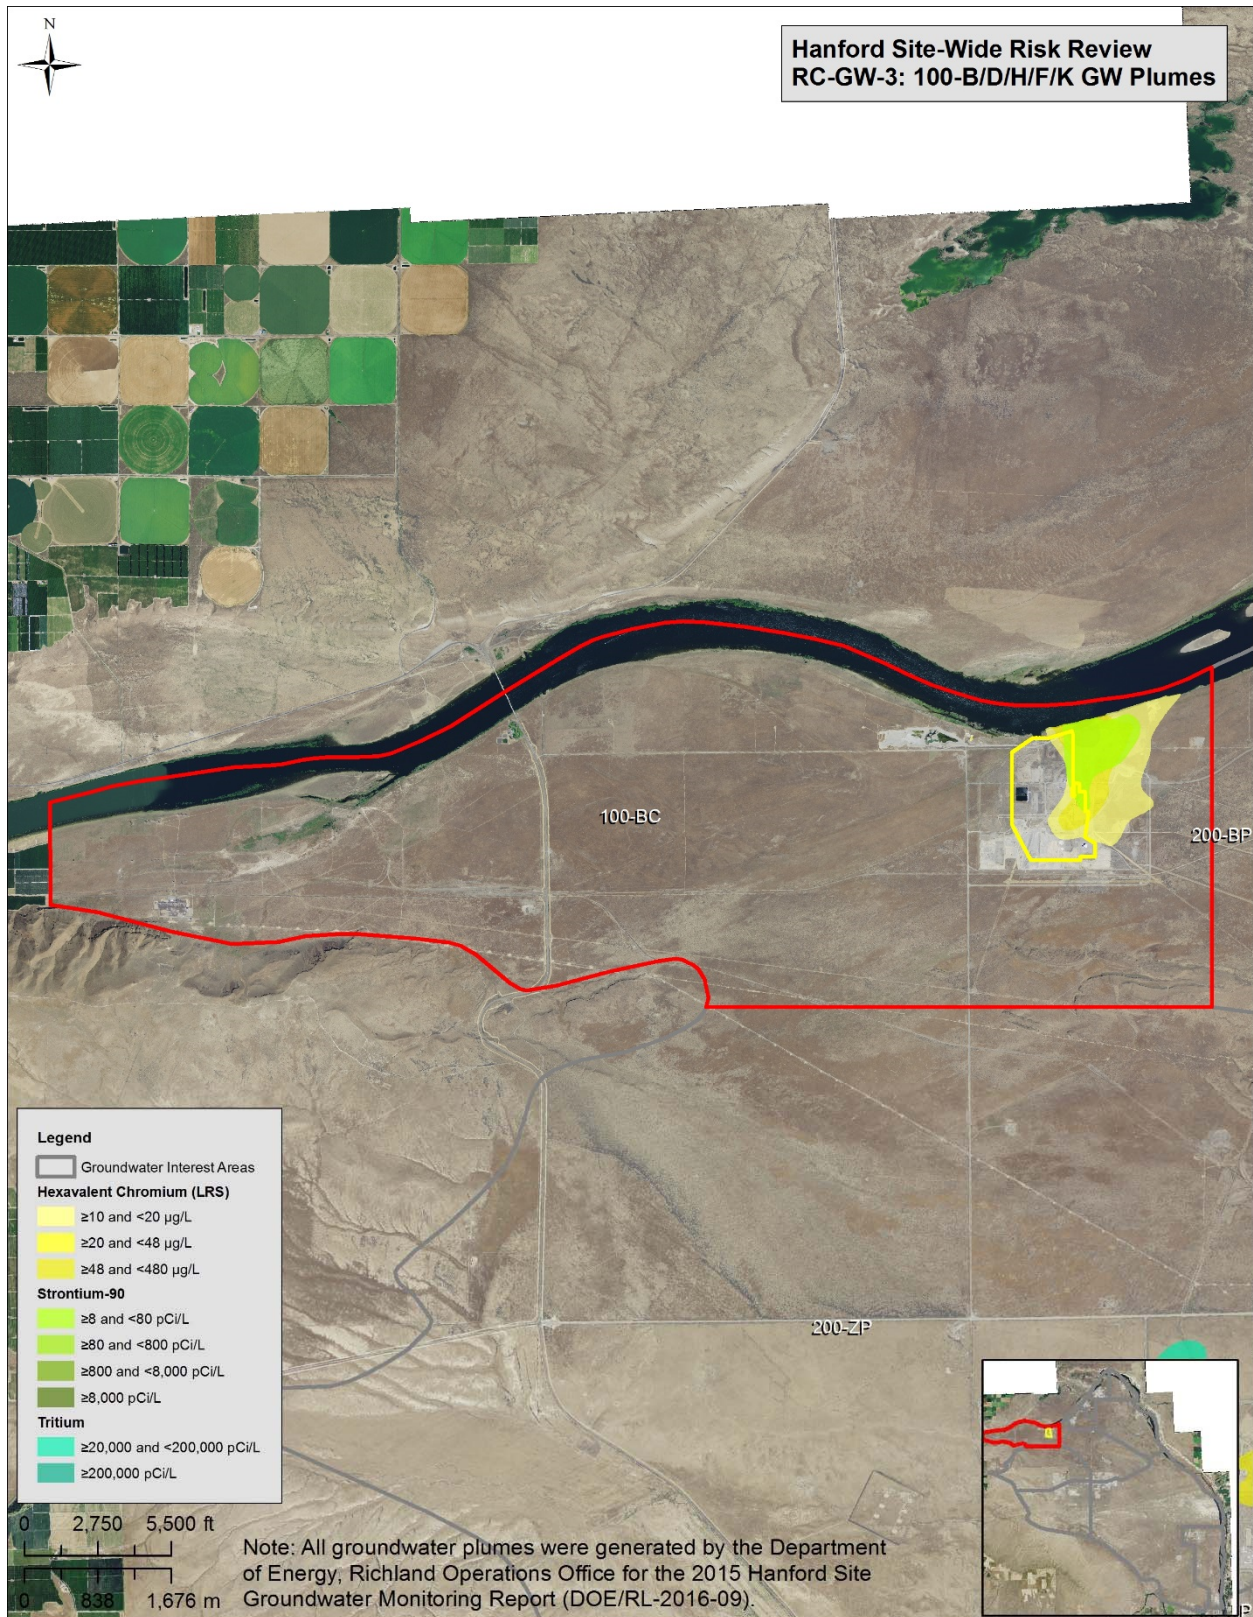 N
Hanford Site-Wide Risk Review
RC-GW-3: 100-B/D/H/F/K GW Plumes
100-BC
200-BP
200-ZP
Legend
Groundwater Interest Areas
Hexavalent Chromium (LRS)
≥10 and <20 µg/L
≥20 and <48 µg/L
≥48 and <480 µg/L
Strontium-90
≥8 and <80 pCi/L
≥80 and <800 pCi/L
≥800 and <8,000 pCi/L
≥8,000 pCi/L
Tritium
≥20,000 and <200,000 pCi/L
≥200,000 pCi/L
0 2,750 5,500 ft
0 838 1,676 m
Note: All groundwater plumes were generated by the Department
of Energy, Richland Operations Office for the 2015 Hanford Site
Groundwater Monitoring Report (DOE/RL-2016-09).